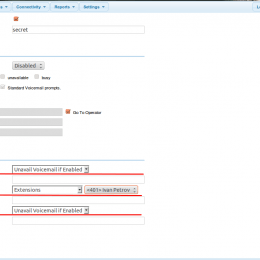 s Connectivity Reports Settings L
secret
Disabled
unavailable busy
Standard Voicemail prompts.
Go To Operator
Unavail Voicemail if Enabled
Extensions <401> Ivan Petrov
Unavail Voicemail if Enabled